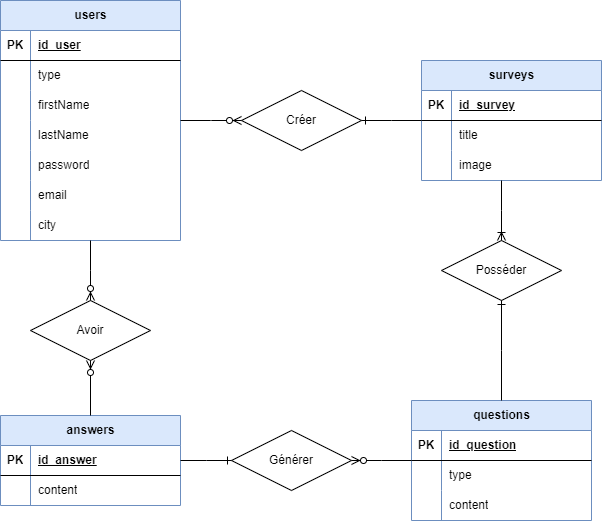 users
PK id_user
type
firstName
lastName
password
email
city
Créer
surveys
PK id_survey
title
image
Avoir
Posséder
answers
PK id_answer
content
Générer
questions
PK id_question
type
content